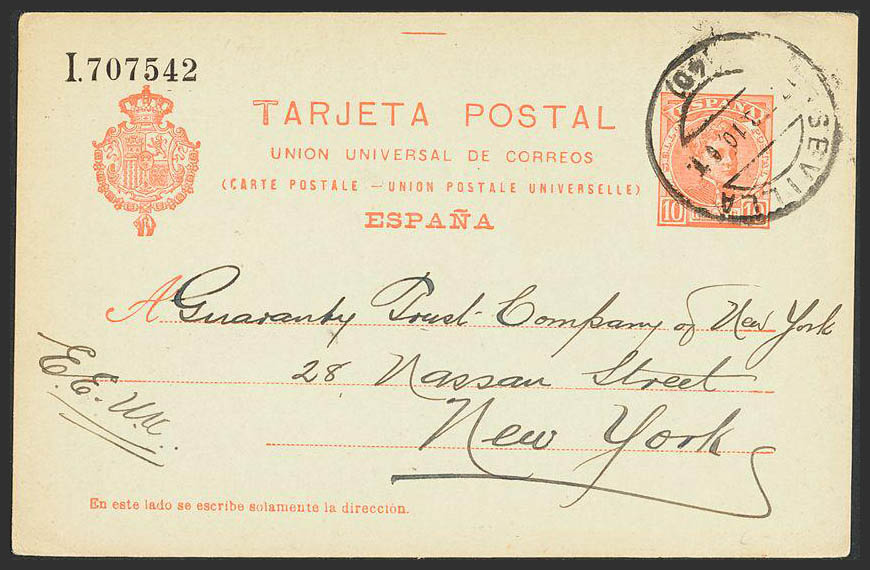 I.707542
TARJETA POSTAL
UNION UNIVERSAL DE CORREOS
(CARTE POSTALE — UNION POSTALE UNIVERSELLE)
ESPAÑA
ESPAÑA
10 10
SEVILLA
A Guaranty Trust Company of New York
28 Nassau Street
New York
E.E.U.U.
En este lado se escribe solamente la dirección.